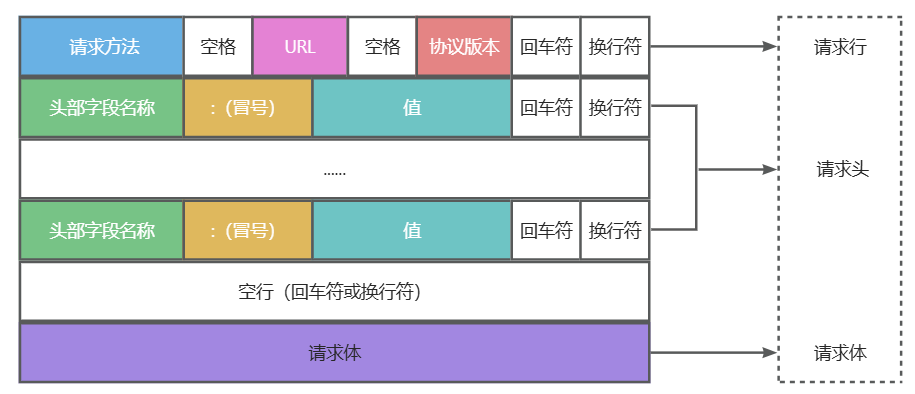 请求方法 空格 URL 空格 协议版本 回车符 换行符 请求行
头部字段名称 ：(冒号) 值 回车符 换行符
...... 请求头
头部字段名称 ：(冒号) 值 回车符 换行符
空行（回车符或换行符）
请求体 请求体